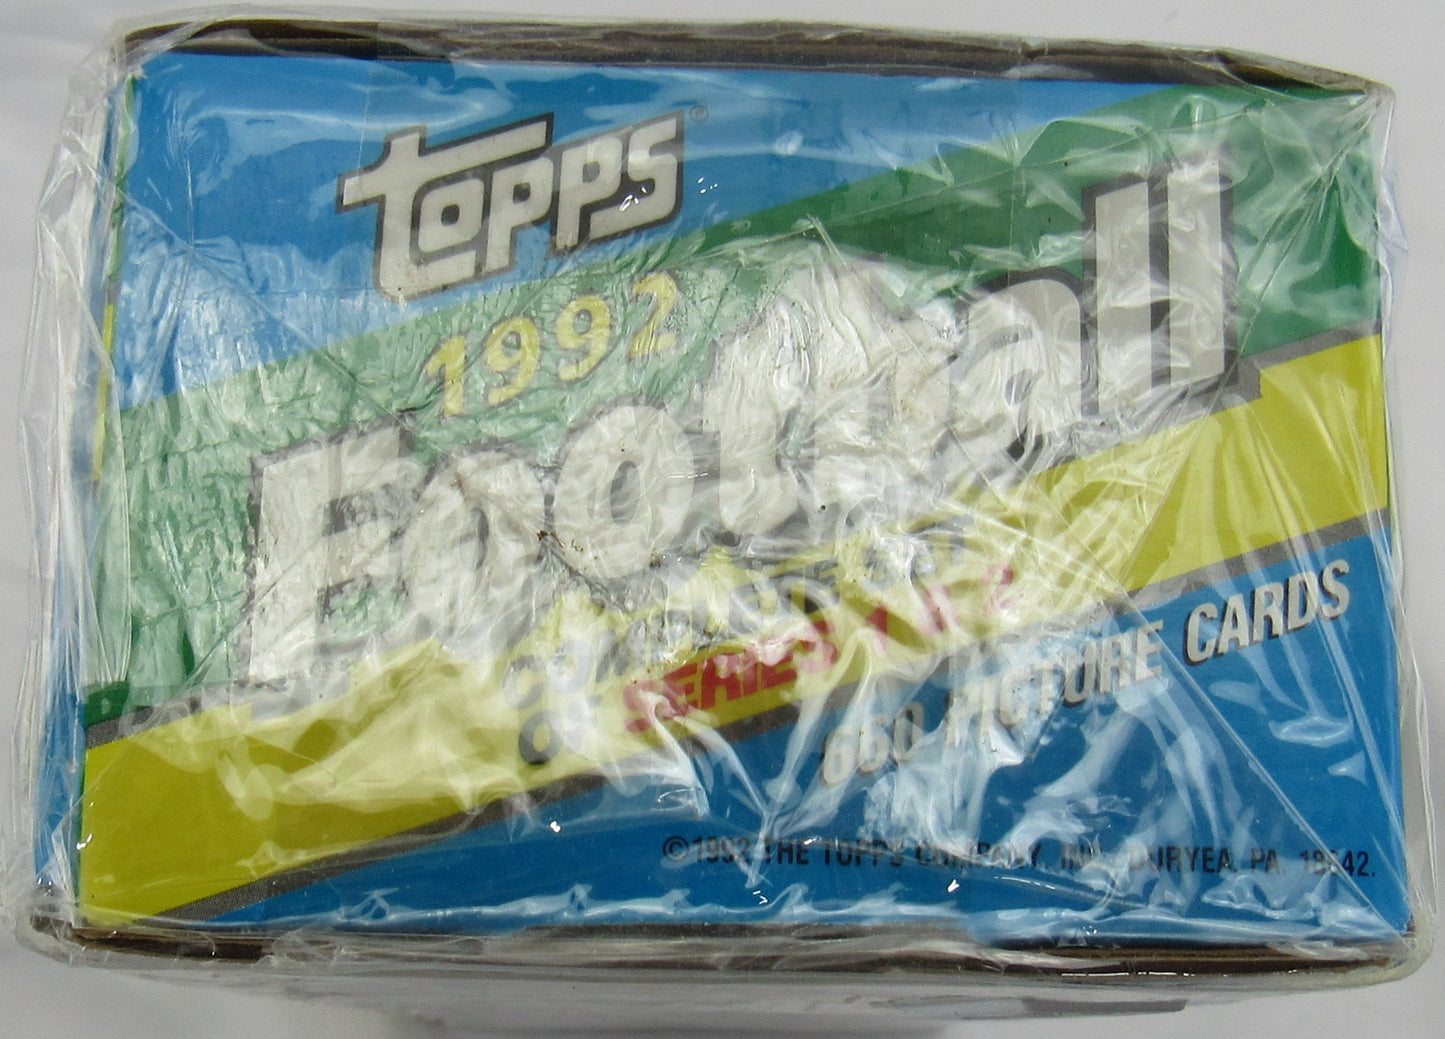 Topps®
1992
Football
SERIES 1 & 2
660 PICTURE CARDS
©1992 THE TOPPS COMPANY, INC., DURYEA, PA. 18642.